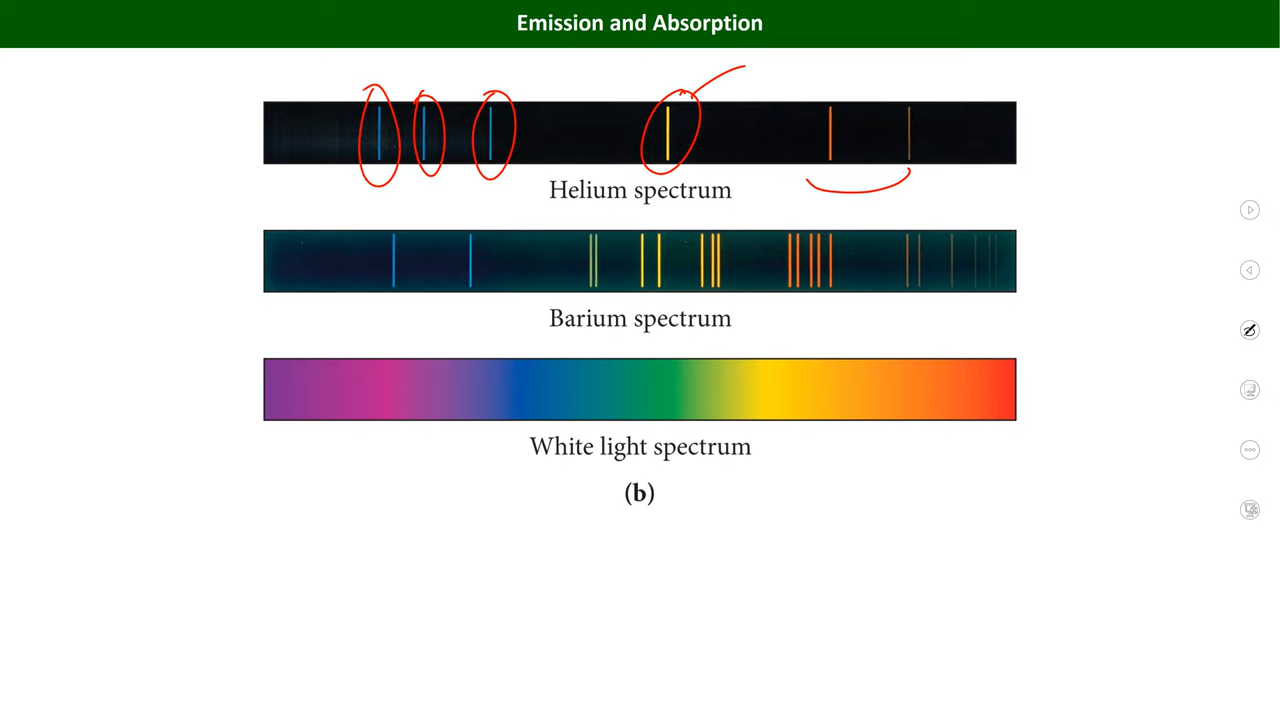 Emission and Absorption
Helium spectrum
Barium spectrum
White light spectrum
(b)